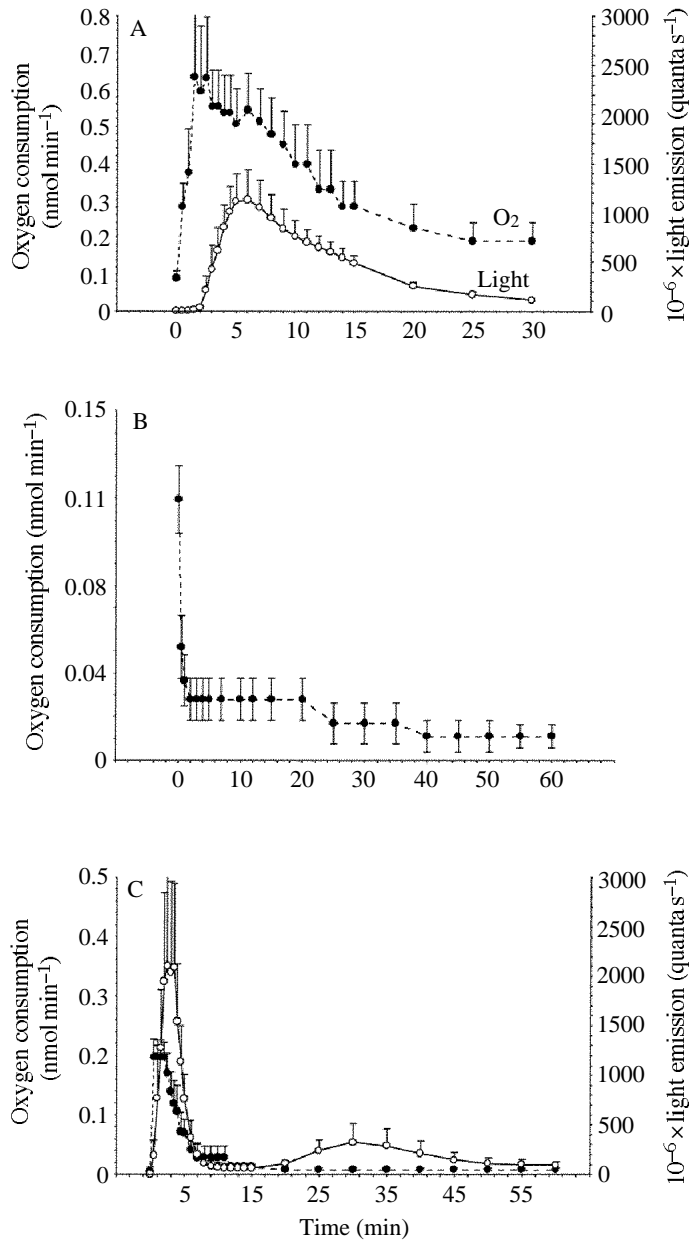 A
Oxygen consumption
(nmol min⁻¹)
0.8
0.7
0.6
0.5
0.4
0.3
0.2
0.1
0
3000
2500
2000
1500
1000
500
0
10⁻⁶ × light emission (quanta s⁻¹)
O₂
Light
0 5 10 15 20 25 30
B
Oxygen consumption (nmol min⁻¹)
0.15
0.11
0.08
0.04
0
0 10 20 30 40 50 60
C
Oxygen consumption
(nmol min⁻¹)
0.5
0.4
0.3
0.2
0.1
0
3000
2500
2000
1500
1000
500
0
10⁻⁶ × light emission (quanta s⁻¹)
5 15 25 35 45 55
Time (min)